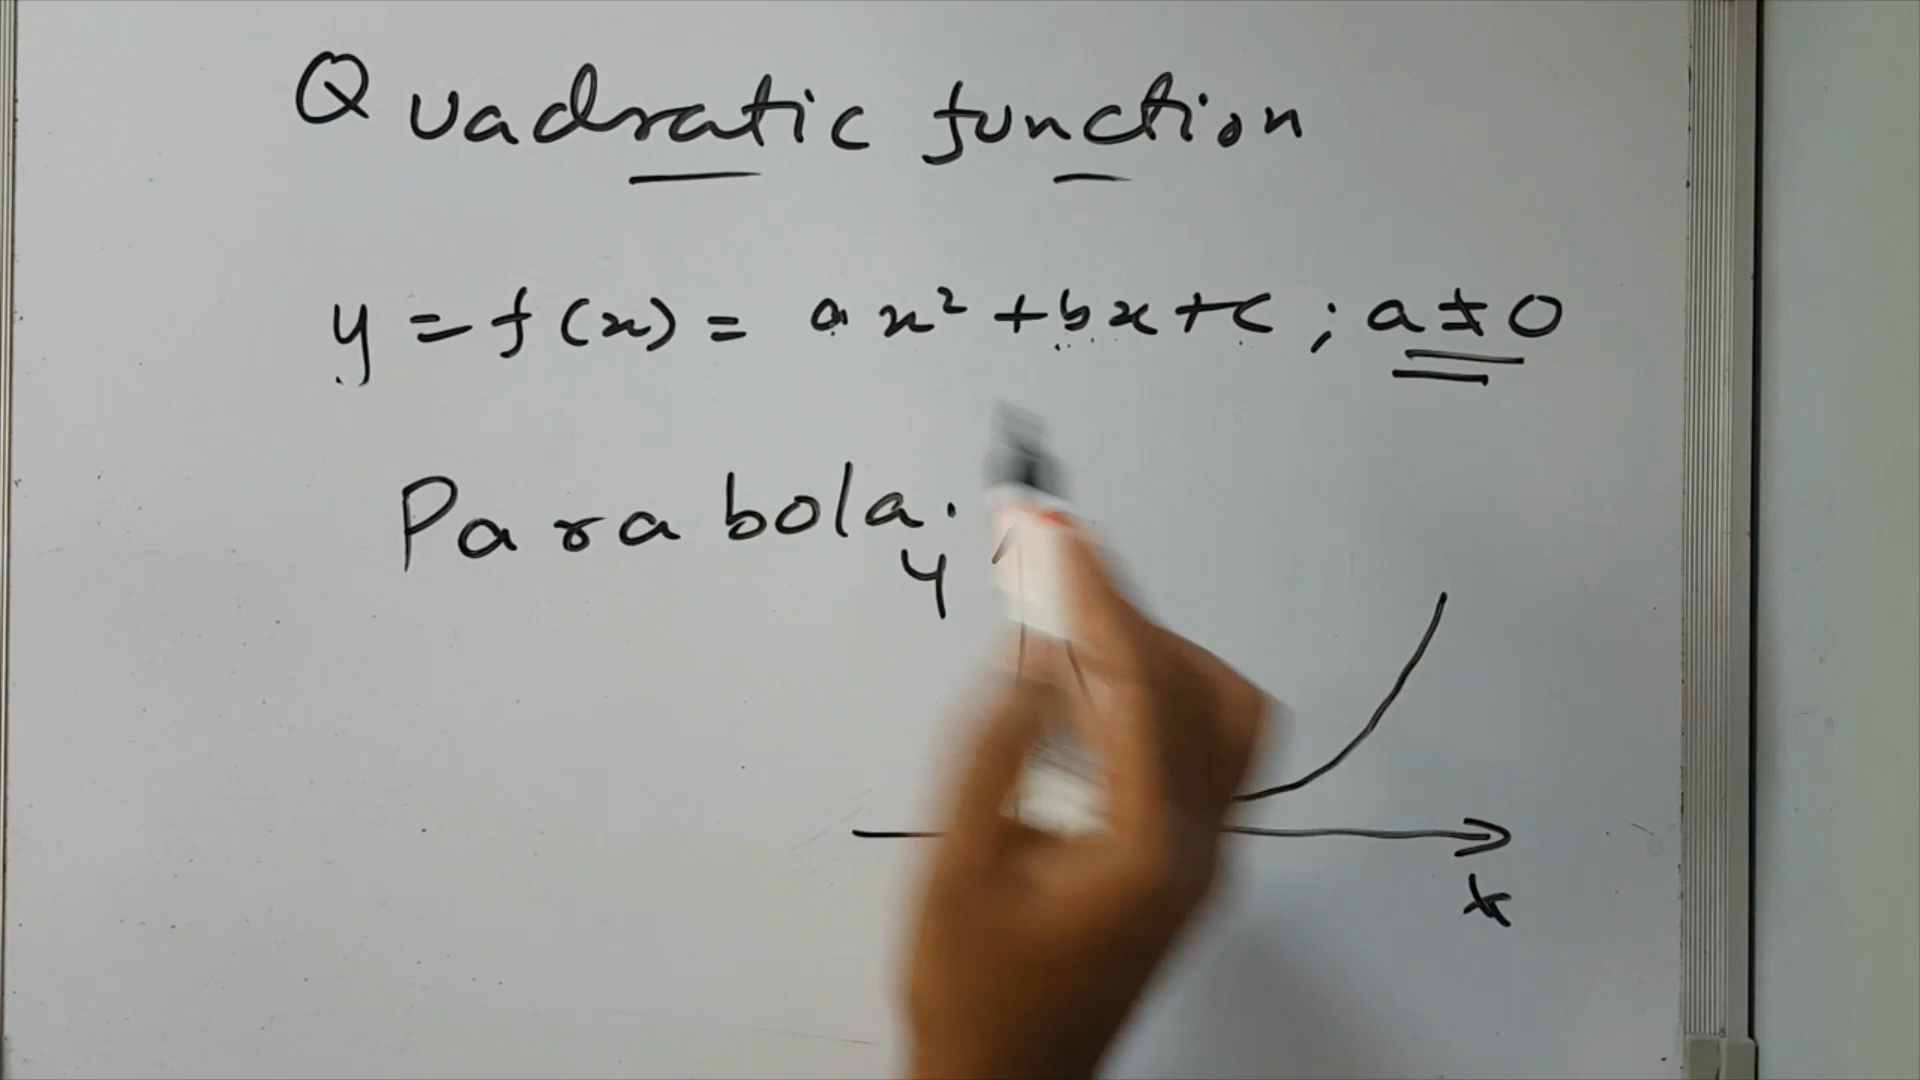 Quadratic function
y = f(x) = ax² + bx + c ; a ≠ 0
Parabola.
y
x